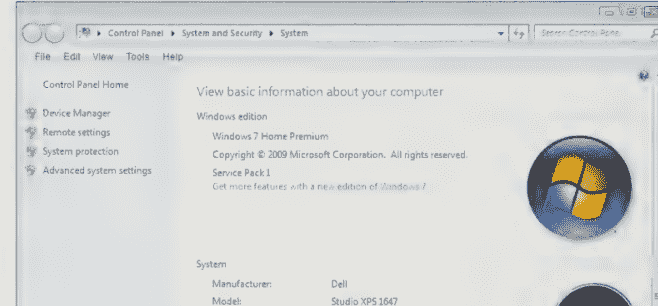 Control Panel ▸ System and Security ▸ System
Search Control Panel
File Edit View Tools Help
Control Panel Home
Device Manager
Remote settings
System protection
Advanced system settings
View basic information about your computer
Windows edition
Windows 7 Home Premium
Copyright © 2009 Microsoft Corporation. All rights reserved.
Service Pack 1
Get more features with a new edition of Windows 7
System
Manufacturer: Dell
Model: Studio XPS 1647